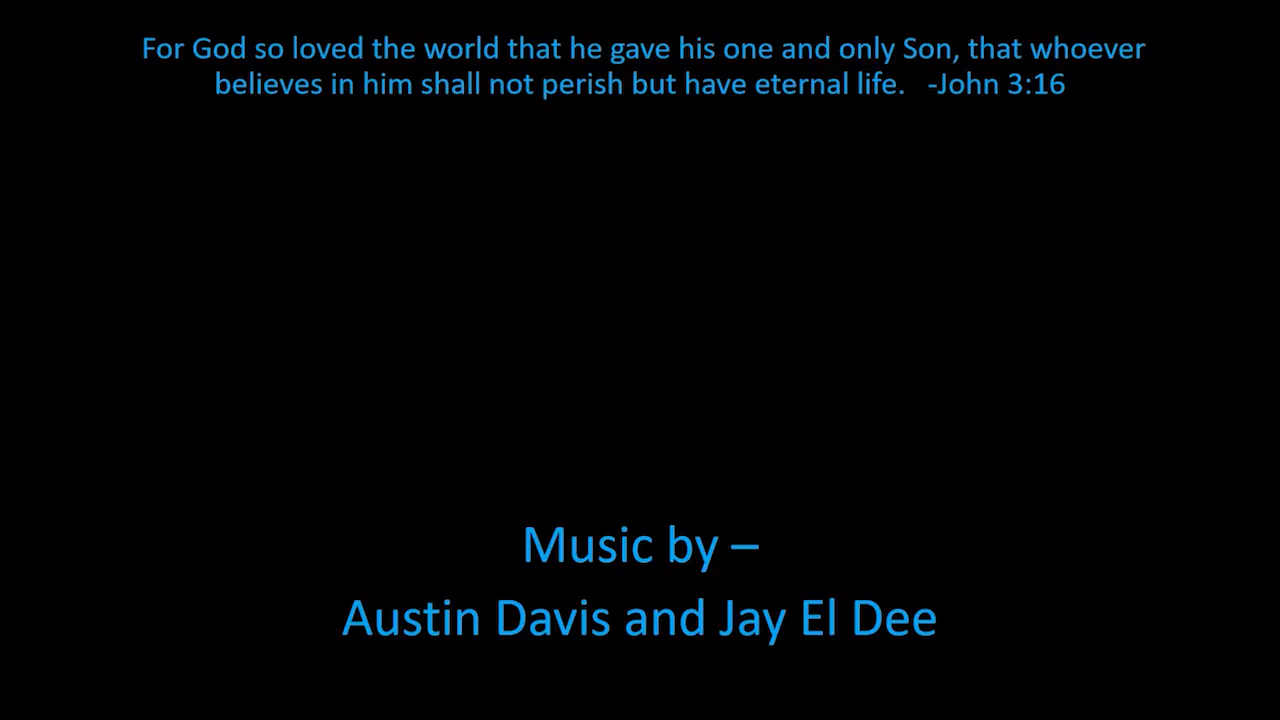 For God so loved the world that he gave his one and only Son, that whoever
believes in him shall not perish but have eternal life.   -John 3:16
Music by –
Austin Davis and Jay El Dee